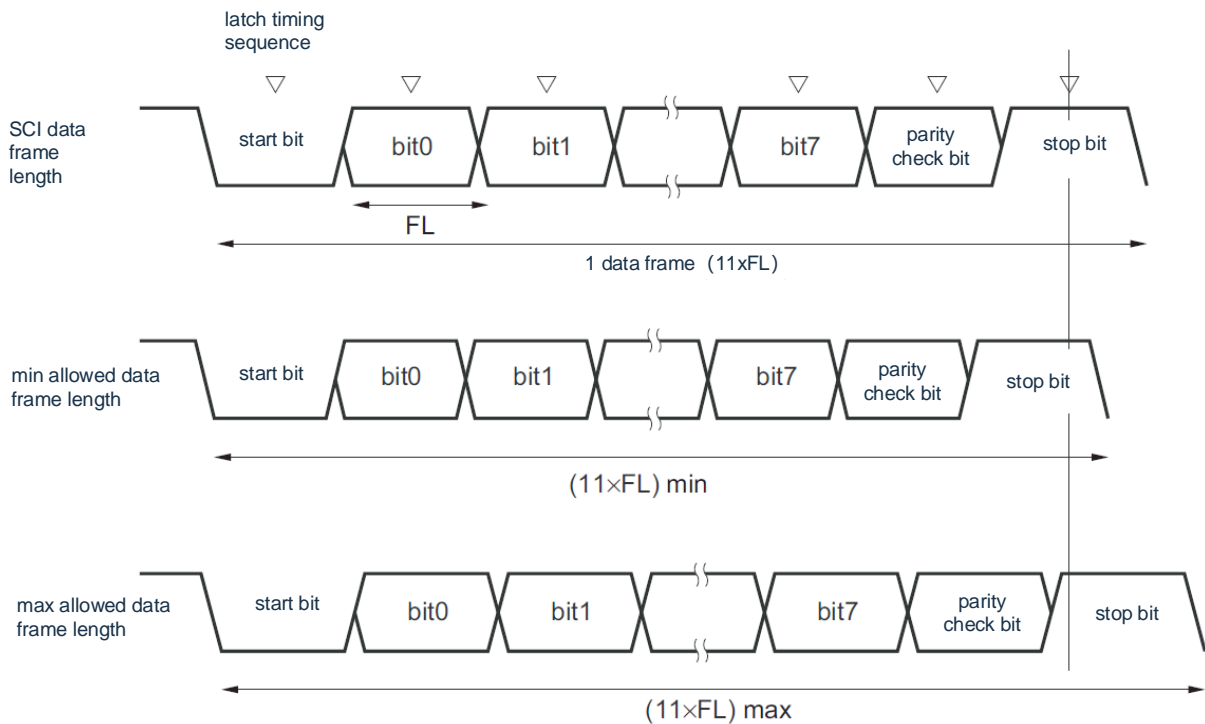 latch timing
sequence
SCI data
frame
length
start bit
bit0
bit1
bit7
parity
check bit
stop bit
FL
1 data frame (11xFL)
min allowed data
frame length
start bit
bit0
bit1
bit7
parity
check bit
stop bit
(11×FL) min
max allowed data
frame length
start bit
bit0
bit1
bit7
parity
check bit
stop bit
(11×FL) max